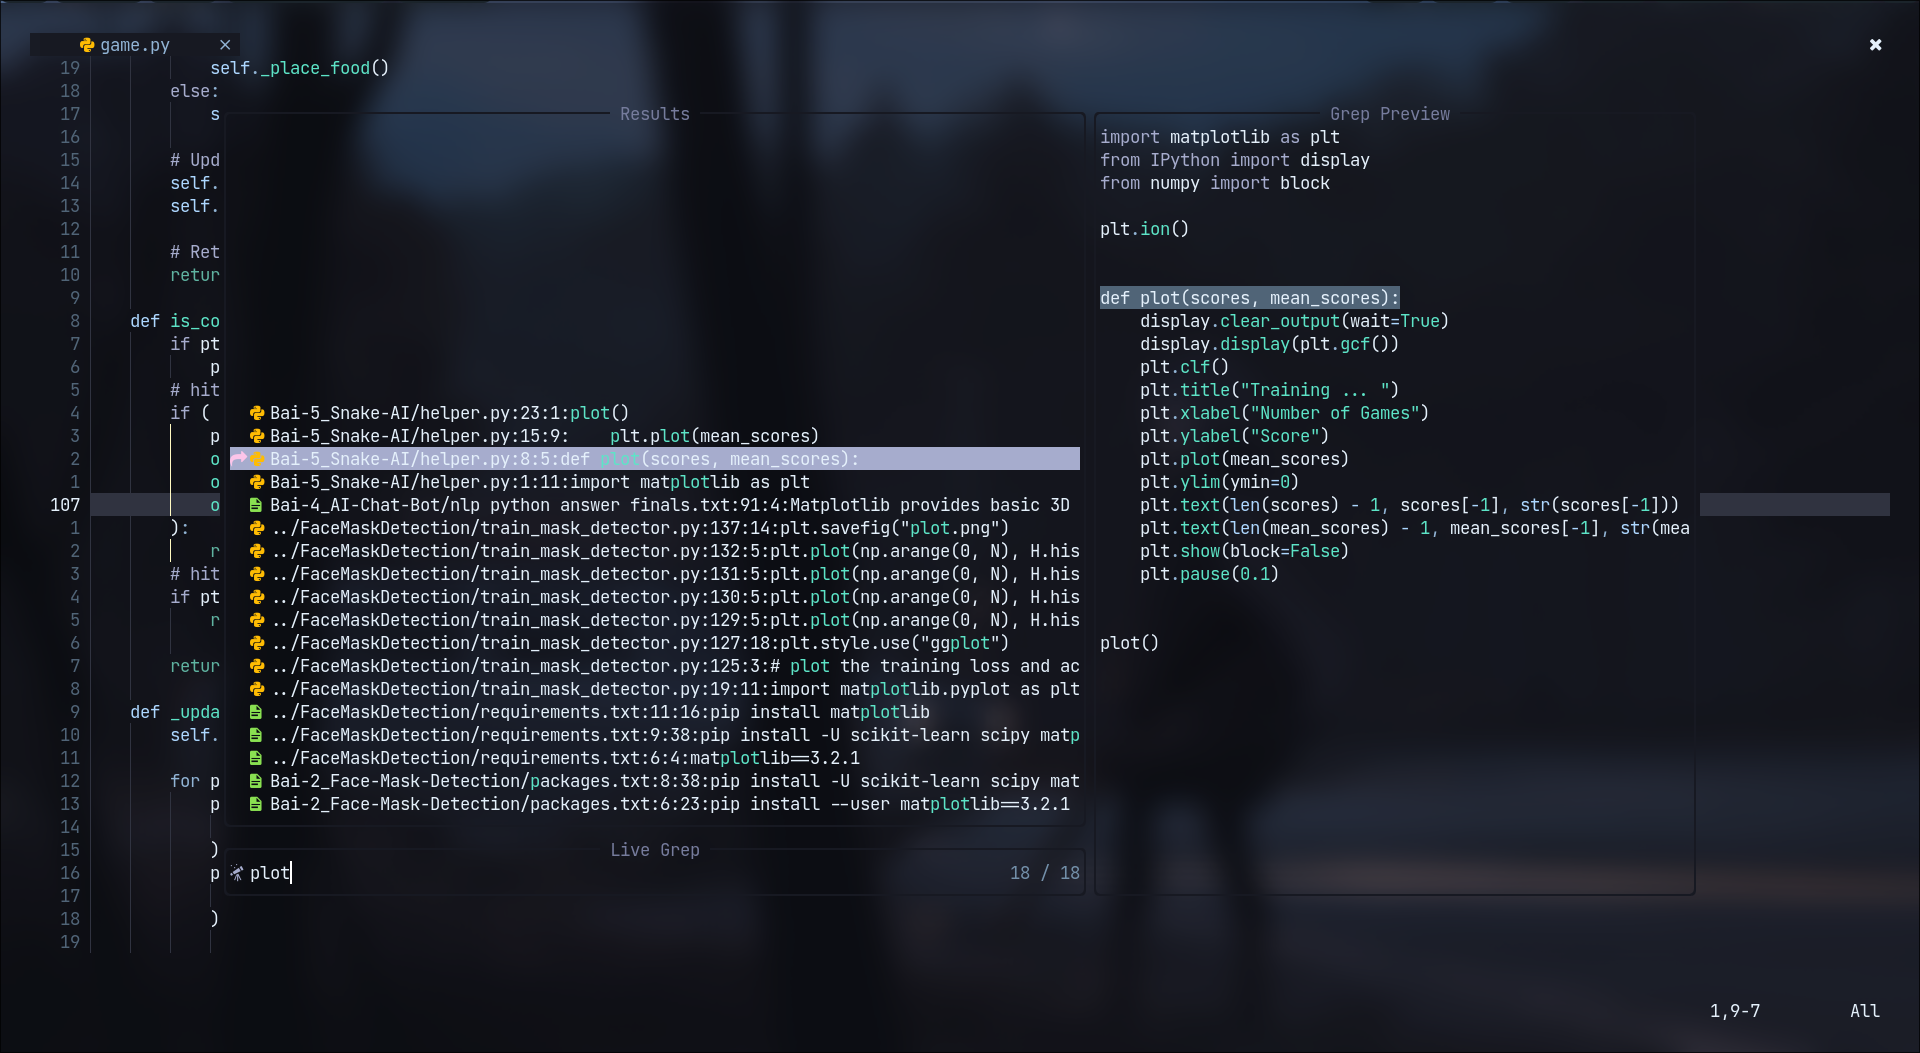 game.py ×
✖
19 self._place_food()
18 else:
17 s
16
15 # Upd
14 self.
13 self.
12
11 # Ret
10 retur
9
8 def is_co
7 if pt
6 p
5 # hit
4 if (
3 p
2 o
1 o
107 o
1 ):
2 r
3 # hit
4 if pt
5 r
6
7 retur
8
9 def _upda
10 self.
11
12 for p
13 p
14
15 )
16 p
17
18 )
19
Results
Bai-5_Snake-AI/helper.py:23:1:plot()
Bai-5_Snake-AI/helper.py:15:9:    plt.plot(mean_scores)
Bai-5_Snake-AI/helper.py:8:5:def plot(scores, mean_scores):
Bai-5_Snake-AI/helper.py:1:11:import matplotlib as plt
Bai-4_AI-Chat-Bot/nlp python answer finals.txt:91:4:Matplotlib provides basic 3D
../FaceMaskDetection/train_mask_detector.py:137:14:plt.savefig("plot.png")
../FaceMaskDetection/train_mask_detector.py:132:5:plt.plot(np.arange(0, N), H.his
../FaceMaskDetection/train_mask_detector.py:131:5:plt.plot(np.arange(0, N), H.his
../FaceMaskDetection/train_mask_detector.py:130:5:plt.plot(np.arange(0, N), H.his
../FaceMaskDetection/train_mask_detector.py:129:5:plt.plot(np.arange(0, N), H.his
../FaceMaskDetection/train_mask_detector.py:127:18:plt.style.use("ggplot")
../FaceMaskDetection/train_mask_detector.py:125:3:# plot the training loss and ac
../FaceMaskDetection/train_mask_detector.py:19:11:import matplotlib.pyplot as plt
../FaceMaskDetection/requirements.txt:11:16:pip install matplotlib
../FaceMaskDetection/requirements.txt:9:38:pip install -U scikit-learn scipy matp
../FaceMaskDetection/requirements.txt:6:4:matplotlib==3.2.1
Bai-2_Face-Mask-Detection/packages.txt:8:38:pip install -U scikit-learn scipy mat
Bai-2_Face-Mask-Detection/packages.txt:6:23:pip install --user matplotlib==3.2.1
Live Grep
plot 18 / 18
Grep Preview
import matplotlib as plt
from IPython import display
from numpy import block

plt.ion()

def plot(scores, mean_scores):
    display.clear_output(wait=True)
    display.display(plt.gcf())
    plt.clf()
    plt.title("Training ... ")
    plt.xlabel("Number of Games")
    plt.ylabel("Score")
    plt.plot(mean_scores)
    plt.ylim(ymin=0)
    plt.text(len(scores) - 1, scores[-1], str(scores[-1]))
    plt.text(len(mean_scores) - 1, mean_scores[-1], str(mea
    plt.show(block=False)
    plt.pause(0.1)

plot()
1,9-7 All